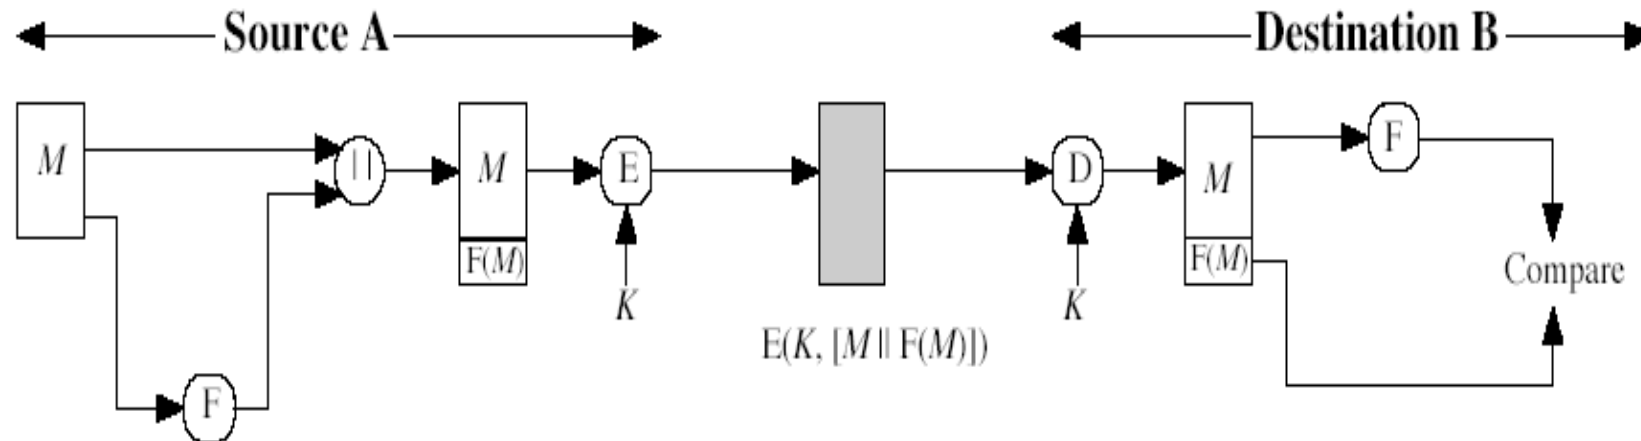 Source A
Destination B
M
||
M
F(M)
E
K
E(K, [M || F(M)])
D
K
M
F(M)
F
Compare
F